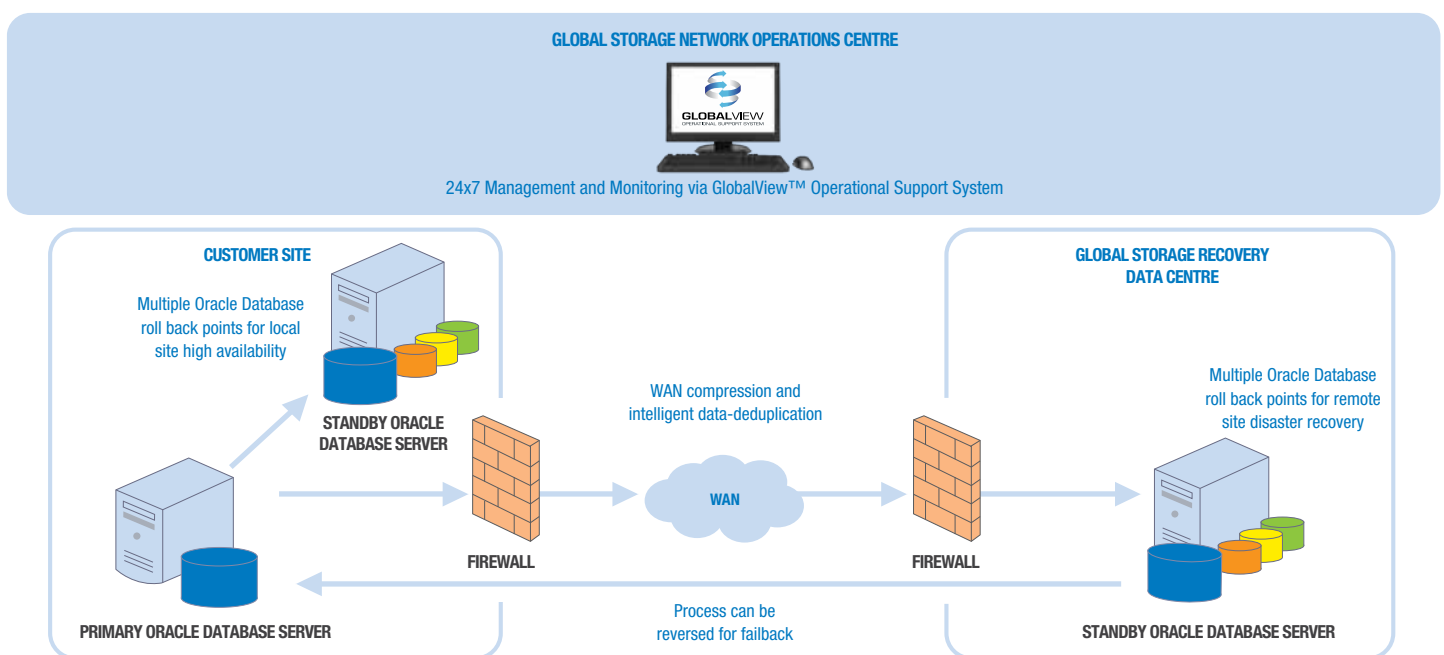 GLOBAL STORAGE NETWORK OPERATIONS CENTRE
GLOBALVIEW
OPERATIONAL SUPPORT SYSTEM
24x7 Management and Monitoring via GlobalView™ Operational Support System
CUSTOMER SITE
Multiple Oracle Database
roll back points for local
site high availability
STANDBY ORACLE
DATABASE SERVER
PRIMARY ORACLE DATABASE SERVER
FIREWALL
WAN compression and
intelligent data-deduplication
WAN
Process can be
reversed for failback
FIREWALL
GLOBAL STORAGE RECOVERY
DATA CENTRE
Multiple Oracle Database
roll back points for remote
site disaster recovery
STANDBY ORACLE DATABASE SERVER